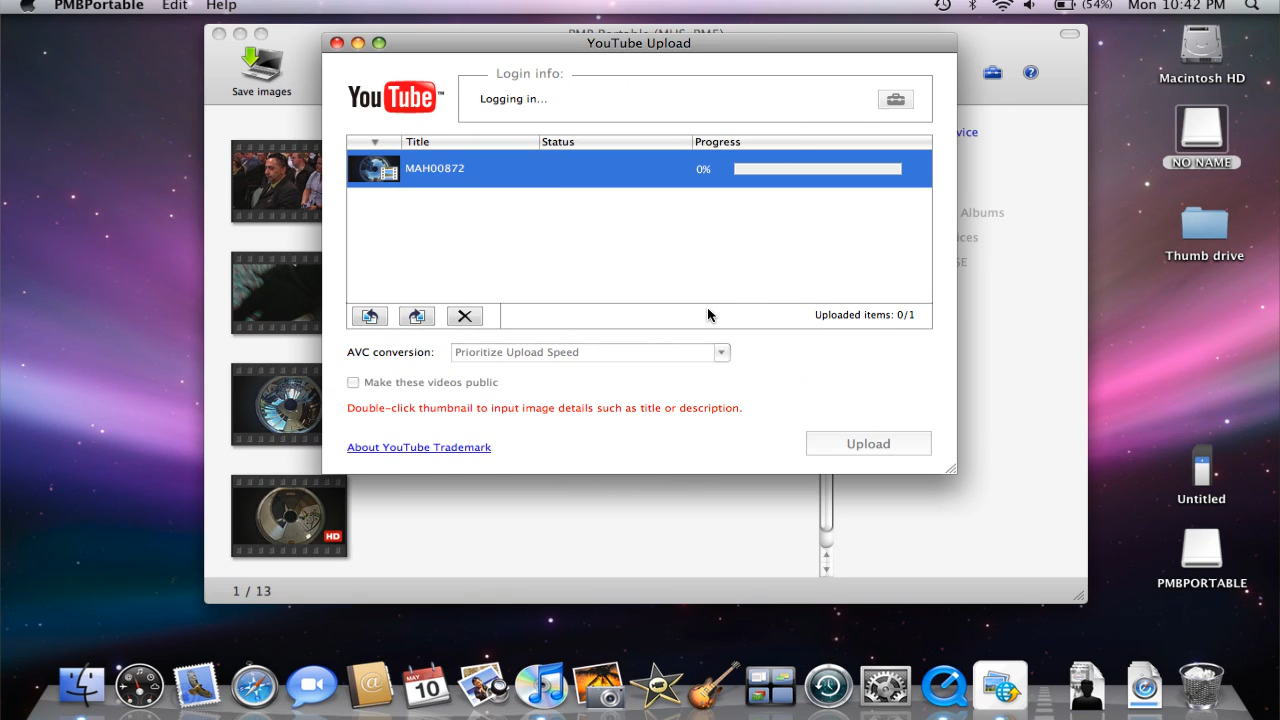 PMBPortable Edit Help
(54%) Mon 10:42 PM
YouTube Upload
Save images
You Tube ™
Login info:
Logging in...
Title Status Progress
MAH00872 0%
Uploaded items: 0/1
AVC conversion: Prioritize Upload Speed
Make these videos public
Double-click thumbnail to input image details such as title or description.
About YouTube Trademark
Upload
Albums
HD
1 / 13
Macintosh HD
NO NAME
Thumb drive
Untitled
PMBPORTABLE
MAY
10